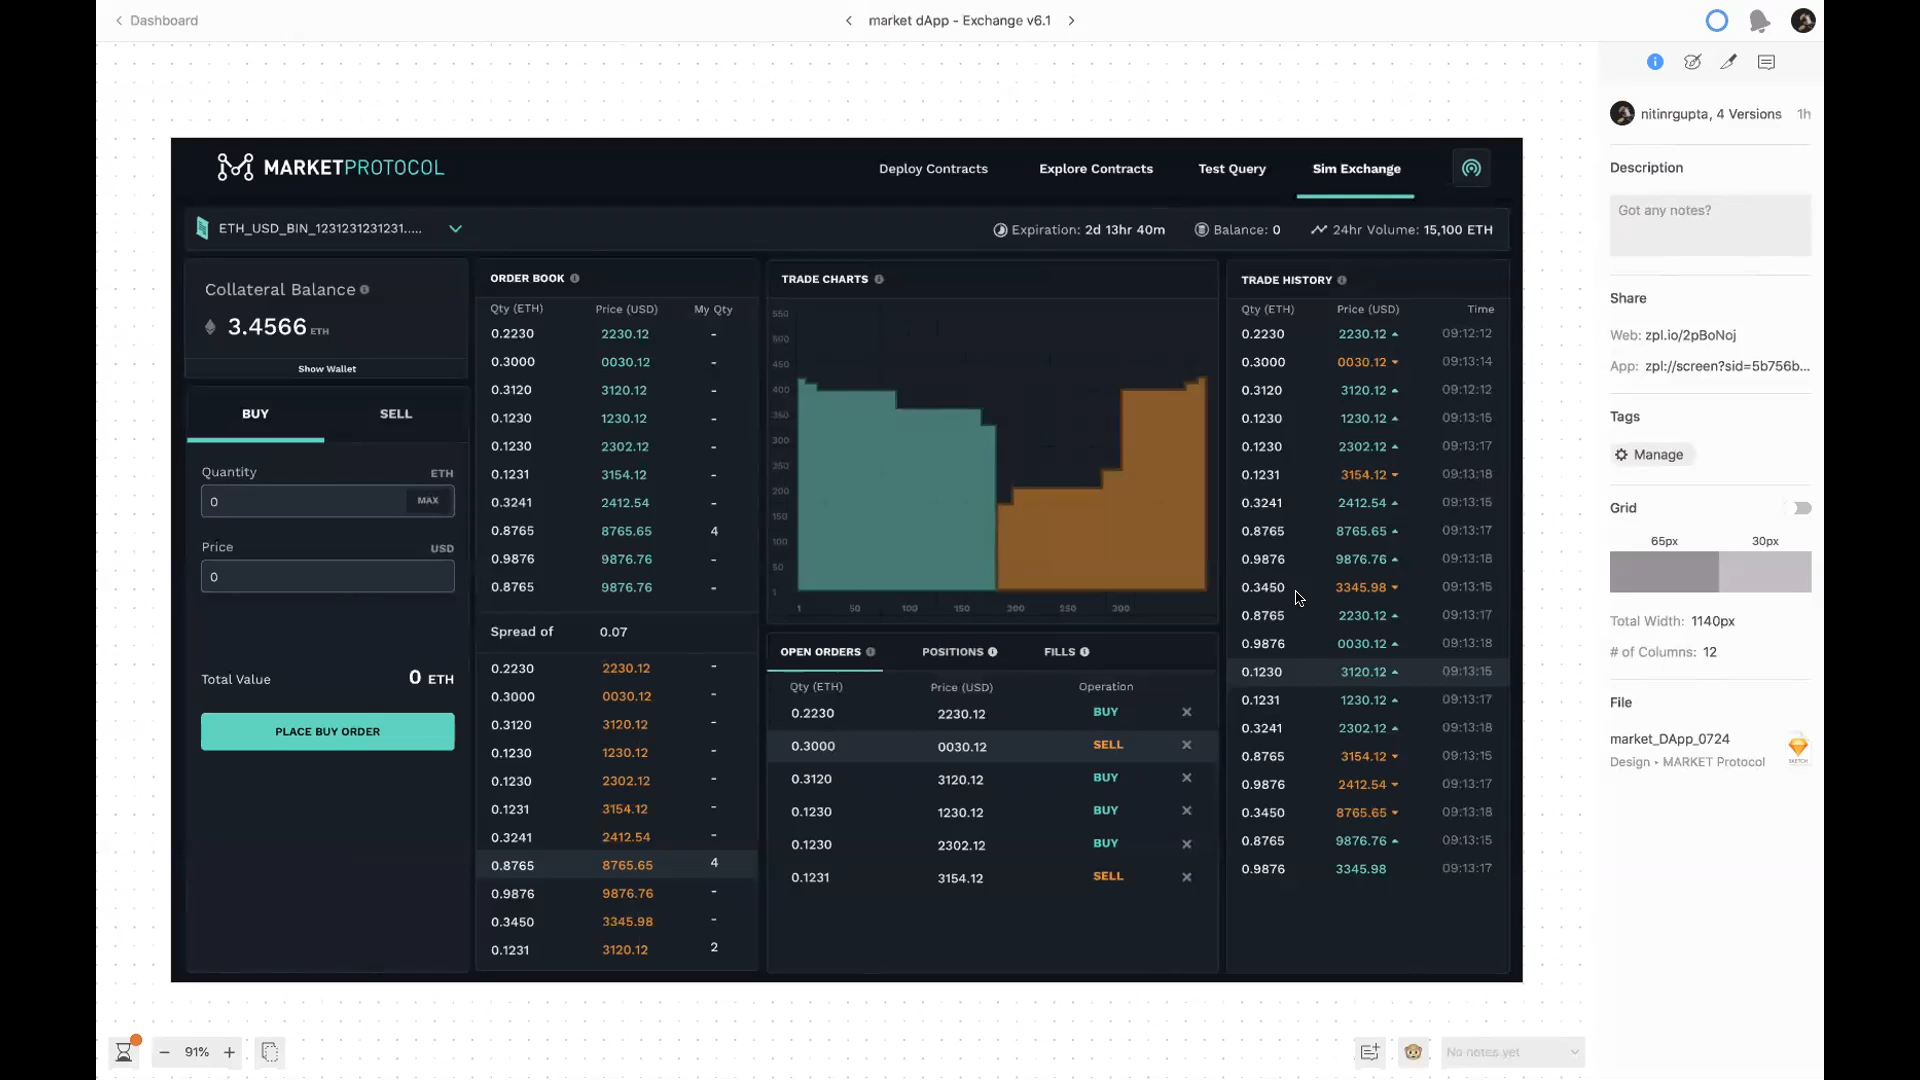 Dashboard
market dApp - Exchange v6.1
nitinrgupta, 4 Versions 1h
Description
Got any notes?
Share
Web: zpl.io/2pBoNoj
App: zpl://screen?sid=5b756b...
Tags
Manage
Grid
65px 30px
Total Width: 1140px
# of Columns: 12
File
market_DApp_0724
Design • MARKET Protocol
SKETCH
MARKETPROTOCOL
Deploy Contracts Explore Contracts Test Query Sim Exchange
ETH_USD_BIN_1231231231231.....
Expiration: 2d 13hr 40m Balance: 0 24hr Volume: 15,100 ETH
Collateral Balance
3.4566 ETH
Show Wallet
BUY SELL
Quantity ETH
0 MAX
Price USD
0
Total Value 0 ETH
PLACE BUY ORDER
ORDER BOOK
Qty (ETH) Price (USD) My Qty
0.2230 2230.12 -
0.3000 0030.12 -
0.3120 3120.12 -
0.1230 1230.12 -
0.1230 2302.12 -
0.1231 3154.12 -
0.3241 2412.54 -
0.8765 8765.65 4
0.9876 9876.76 -
0.8765 9876.76 -
Spread of 0.07
0.2230 2230.12 -
0.3000 0030.12 -
0.3120 3120.12 -
0.1230 1230.12 -
0.1230 2302.12 -
0.1231 3154.12 -
0.3241 2412.54 -
0.8765 8765.65 4
0.9876 9876.76 -
0.3450 3345.98 -
0.1231 3120.12 2
TRADE CHARTS
550
500
450
400
350
300
200
150
100
50
1
1 50 100 150 200 250 300
OPEN ORDERS POSITIONS FILLS
Qty (ETH) Price (USD) Operation
0.2230 2230.12 BUY ×
0.3000 0030.12 SELL ×
0.3120 3120.12 BUY ×
0.1230 1230.12 BUY ×
0.1230 2302.12 BUY ×
0.1231 3154.12 SELL ×
TRADE HISTORY
Qty (ETH) Price (USD) Time
0.2230 2230.12 09:12:12
0.3000 0030.12 09:13:14
0.3120 3120.12 09:12:12
0.1230 1230.12 09:13:15
0.1230 2302.12 09:13:17
0.1231 3154.12 09:13:18
0.3241 2412.54 09:13:15
0.8765 8765.65 09:13:17
0.9876 9876.76 09:13:18
0.3450 3345.98 09:13:15
0.8765 2230.12 09:13:17
0.9876 0030.12 09:13:18
0.1230 3120.12 09:13:15
0.1231 1230.12 09:13:17
0.3241 2302.12 09:13:18
0.8765 3154.12 09:13:15
0.9876 2412.54 09:13:17
0.3450 8765.65 09:13:18
0.8765 9876.76 09:13:15
0.9876 3345.98 09:13:17
91%
No notes yet